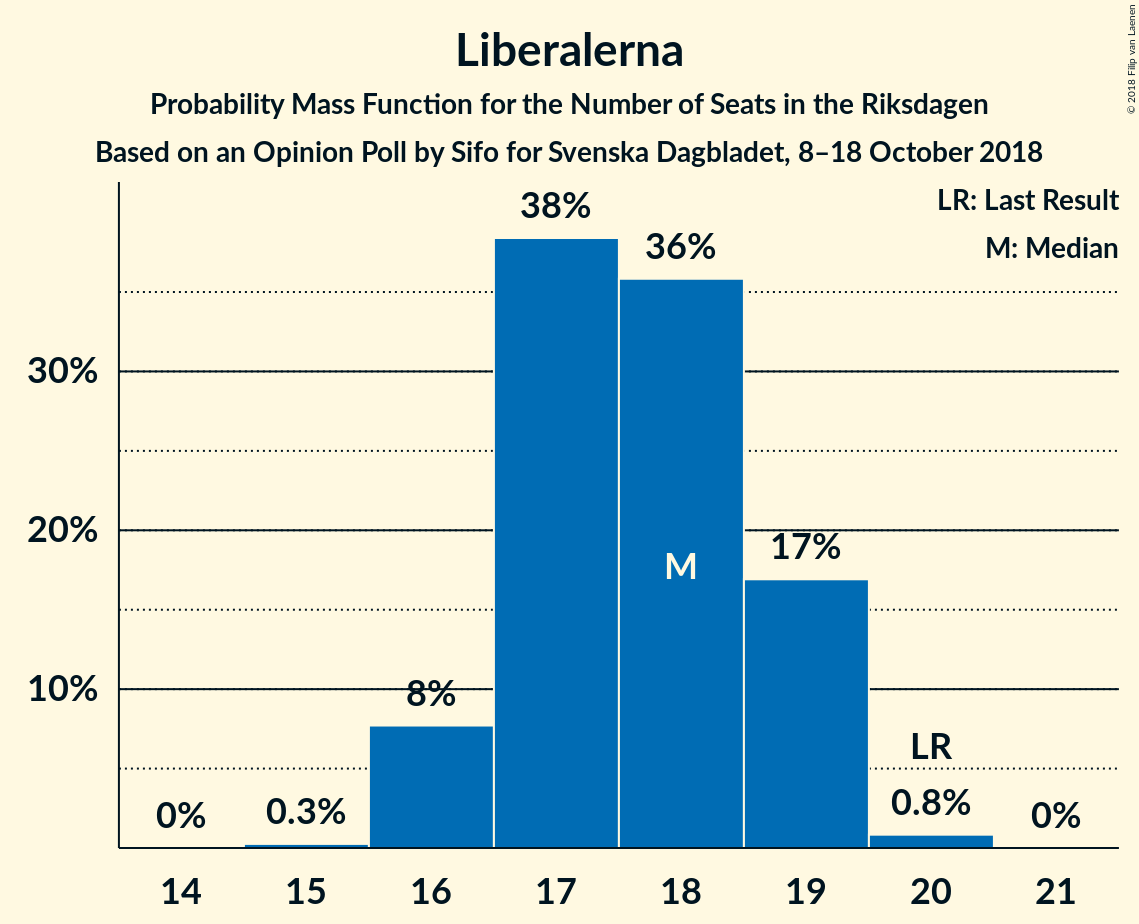 Liberalerna
Probability Mass Function for the Number of Seats in the Riksdagen
Based on an Opinion Poll by Sifo for Svenska Dagbladet, 8–18 October 2018
© 2018 Filip van Laenen
LR: Last Result
M: Median
38%
36%
30%
20%
17%
M
10%
8%
LR
0%
0.3%
0.8%
0%
14 15 16 17 18 19 20 21